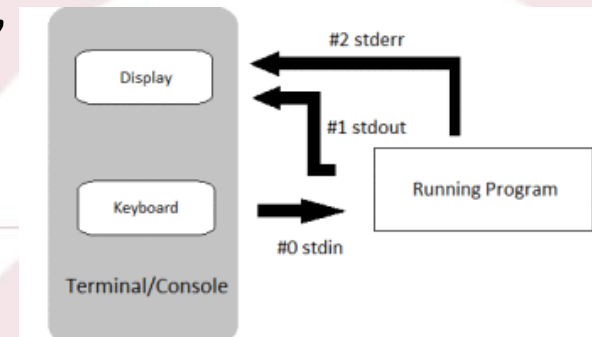 ,
#2 stderr
Display
#1 stdout
Running Program
Keyboard
#0 stdin
Terminal/Console